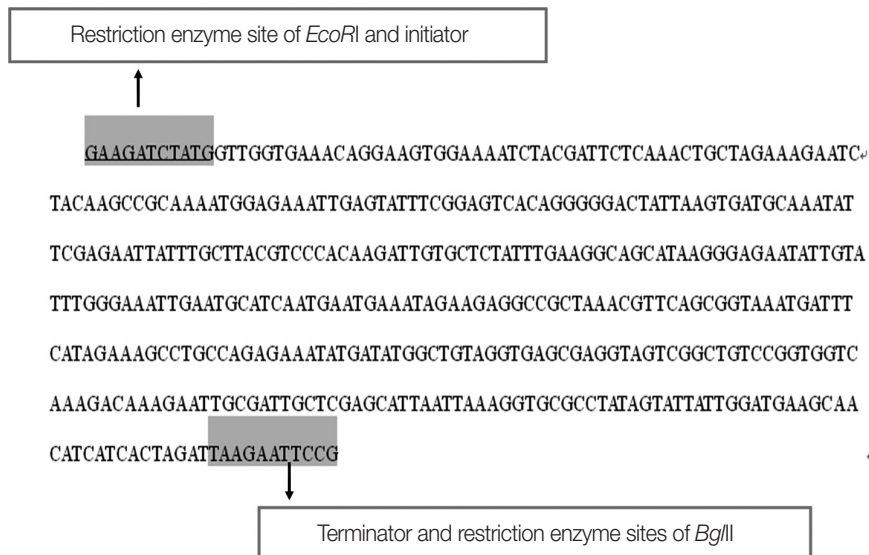 Restriction enzyme site of EcoRI and initiator
GAAGATCTATGGTTGGTGAAACAGGAAGTGGAAAATCTACGATTCTCAAACTGCTAGAAAGAATC
TACAAGCCGCAAAATGGAGAAATTGAGTATTTCGGAGTCACAGGGGGACTATTAAGTGATGCAAATAT
TCGAGAATTATTTGCTTACGTCCCACAAGATTGTGCTCTATTTGAAGGCAGCATAAGGGAGAATATTGTA
TTTGGGAAATTGAATGCATCAATGAATGAAATAGAAGAGGCCGCTAAACGTTCAGCGGTAAATGATTT
CATAGAAAGCCTGCCAGAGAAATATGATATGGCTGTAGGTGAGCGAGGTAGTCGGCTGTCCGGTGGTC
AAAGACAAAGAATTGCGATTGCTCGAGCATTAATTAAAGGTGCGCCTATAGTATTATTGGATGAAGCAA
CATCATCACTAGATTAAGAATTCCG
Terminator and restriction enzyme sites of BglII